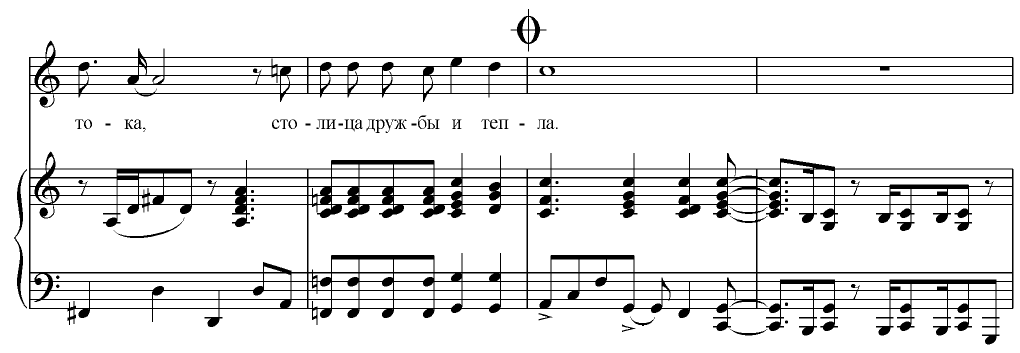 то - ка, сто - ли - ца друж - бы и теп - ла.